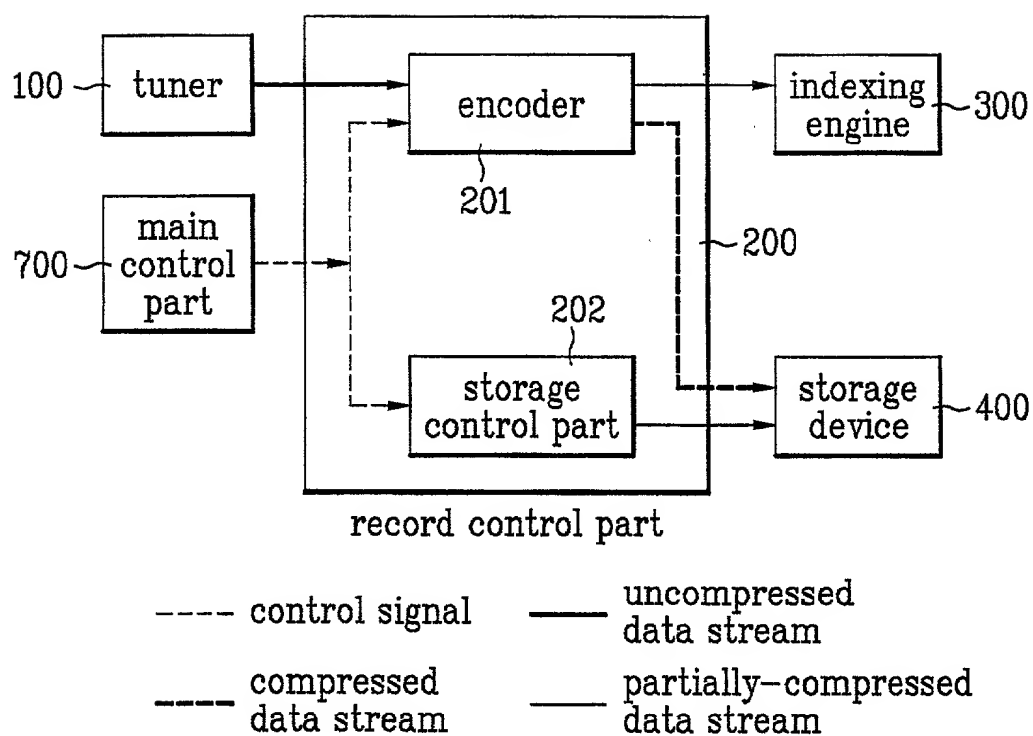 100
tuner
encoder
201
indexing
engine
300
700
main
control
part
200
202
storage
control part
storage
device
400
record control part
control signal
uncompressed
data stream
compressed
data stream
partially-compressed
data stream